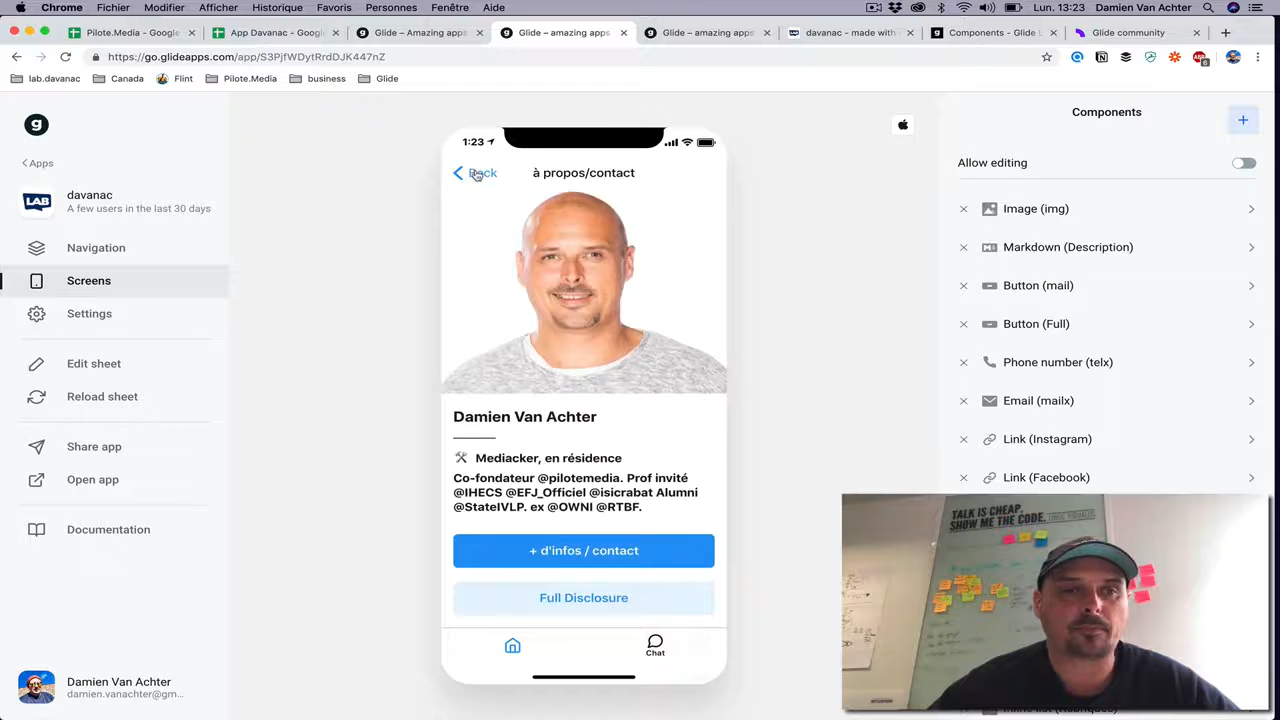 Chrome Fichier Modifier Afficher Historique Favoris Personnes Fenêtre Aide
Lun. 13:23 Damien Van Achter
Pilote.Media - Google
App Davanac - Goog
Glide – Amazing apps
Glide – amazing apps
Glide – amazing apps
davanac - made with
Components - Glide
Glide community
https://go.glideapps.com/app/S3PjfWDytRrdDJK447nZ
6
lab.davanac Canada Flint Pilote.Media business Glide
g
Apps
LAB
davanac
A few users in the last 30 days
Navigation
Screens
Settings
Edit sheet
Reload sheet
Share app
Open app
Documentation
Damien Van Achter
damien.vanachter@gm...
1:23
Back
à propos/contact
Damien Van Achter
Mediacker, en résidence
Co-fondateur @pilotemedia. Prof invité
@IHECS @EFJ_Officiel @isicrabat Alumni
@StateIVLP. ex @OWNI @RTBF.
+ d'infos / contact
Full Disclosure
Chat
Components
Allow editing
Image (img)
Markdown (Description)
Button (mail)
Button (Full)
Phone number (telx)
Email (mailx)
Link (Instagram)
Link (Facebook)
TALK IS CHEAP.
SHOW ME THE CODE.